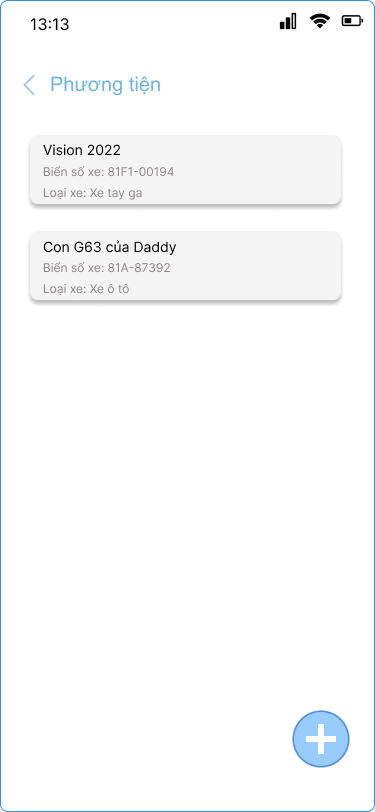 13:13
Phương tiện
Vision 2022
Biển số xe: 81F1-00194
Loại xe: Xe tay ga
Con G63 của Daddy
Biển số xe: 81A-87392
Loại xe: Xe ô tô